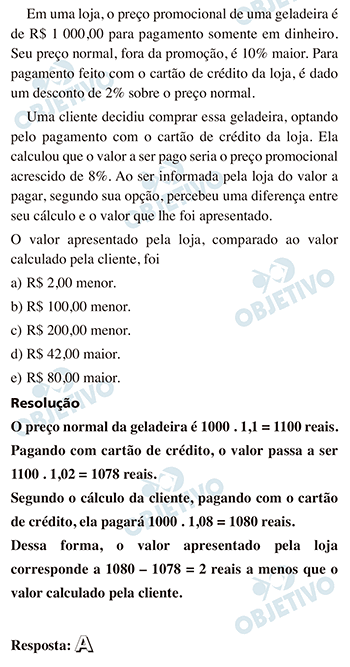 Em uma loja, o preço promocional de uma geladeira é
de R$ 1 000,00 para pagamento somente em dinheiro.
Seu preço normal, fora da promoção, é 10% maior. Para
pagamento feito com o cartão de crédito da loja, é dado
um desconto de 2% sobre o preço normal.
Uma cliente decidiu comprar essa geladeira, optando
pelo pagamento com o cartão de crédito da loja. Ela
calculou que o valor a ser pago seria o preço promocional
acrescido de 8%. Ao ser informada pela loja do valor a
pagar, segundo sua opção, percebeu uma diferença entre
seu cálculo e o valor que lhe foi apresentado.
O valor apresentado pela loja, comparado ao valor
calculado pela cliente, foi
a) R$ 2,00 menor.
b) R$ 100,00 menor.
c) R$ 200,00 menor.
d) R$ 42,00 maior.
e) R$ 80,00 maior.
Resolução
O preço normal da geladeira é 1000 . 1,1 = 1100 reais.
Pagando com cartão de crédito, o valor passa a ser
1100 . 1,02 = 1078 reais.
Segundo o cálculo da cliente, pagando com o cartão
de crédito, ela pagará 1000 . 1,08 = 1080 reais.
Dessa forma, o valor apresentado pela loja
corresponde a 1080 – 1078 = 2 reais a menos que o
valor calculado pela cliente.
Resposta: A
OBJETIVO
OBJETIVO
OBJETIVO
OBJETIVO
OBJETIVO
OBJETIVO
OBJETIVO